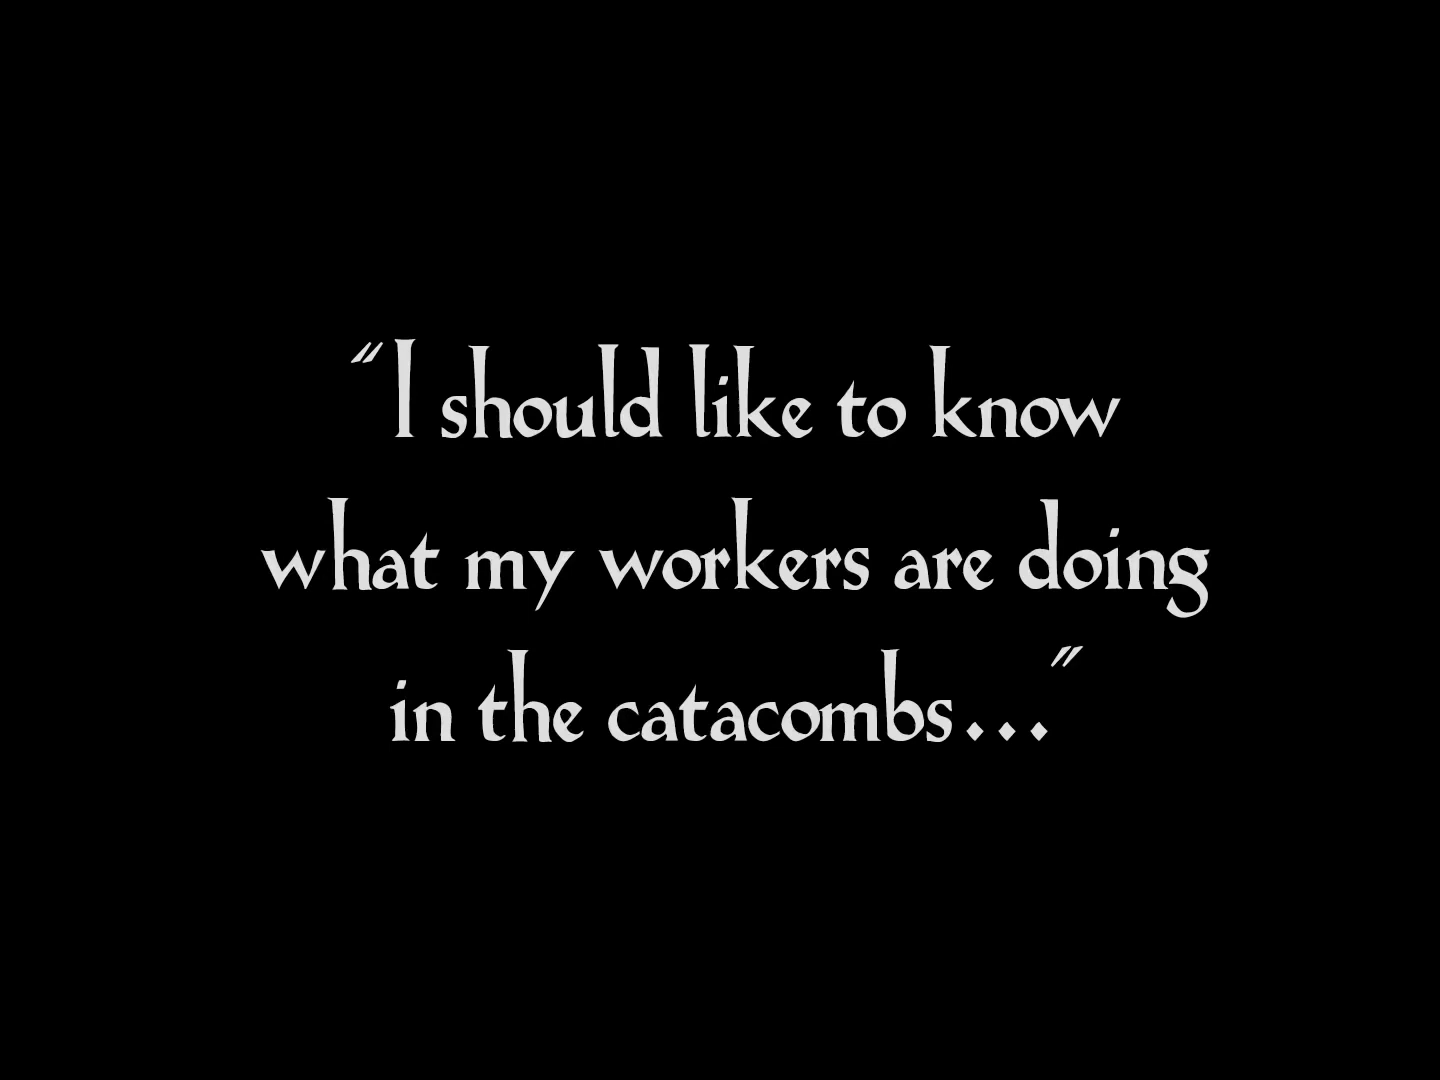 “I should like to know
what my workers are doing
in the catacombs...”